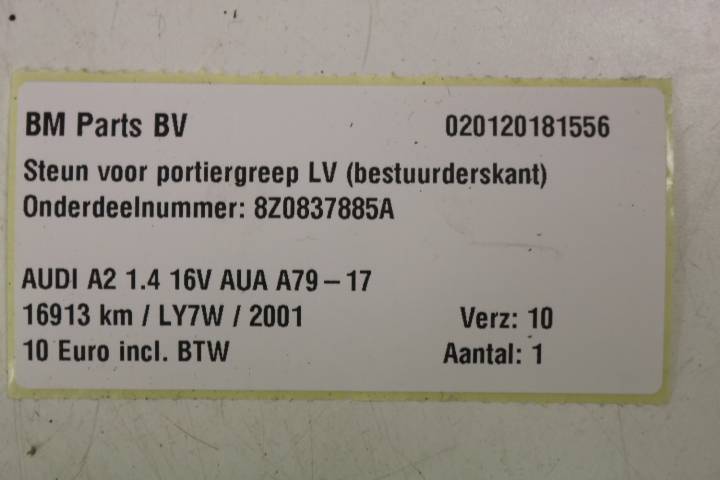 BM Parts BV 020120181556
Steun voor portiergreep LV (bestuurderskant)
Onderdeelnummer: 8Z0837885A
AUDI A2 1.4 16V AUA A79 – 17
16913 km / LY7W / 2001 Verz: 10
10 Euro incl. BTW Aantal: 1